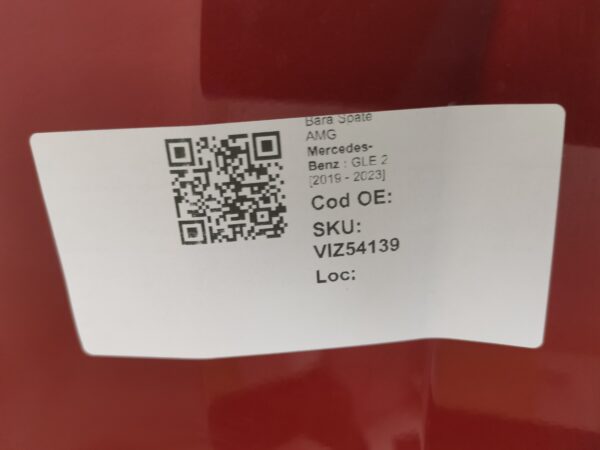 Bara Spate
AMG
Mercedes-
Benz : GLE 2
[2019 - 2023]
Cod OE:
SKU:
VIZ54139
Loc: